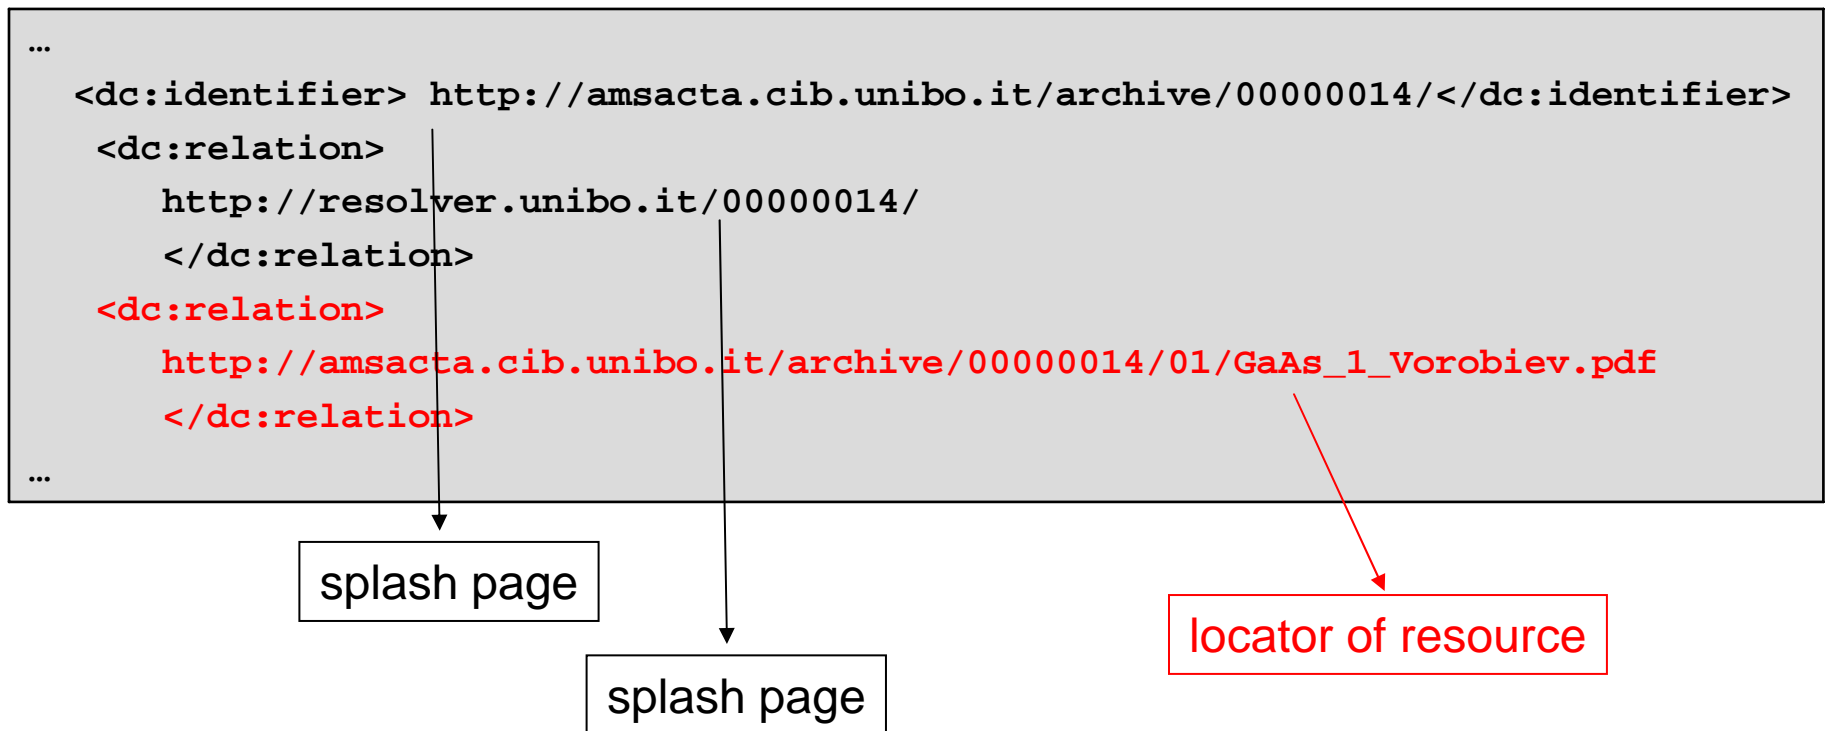 …
<dc:identifier> http://amsacta.cib.unibo.it/archive/00000014/</dc:identifier>
<dc:relation>
http://resolver.unibo.it/00000014/
</dc:relation>
<dc:relation>
http://amsacta.cib.unibo.it/archive/00000014/01/GaAs_1_Vorobiev.pdf
</dc:relation>
…
splash page
locator of resource
splash page